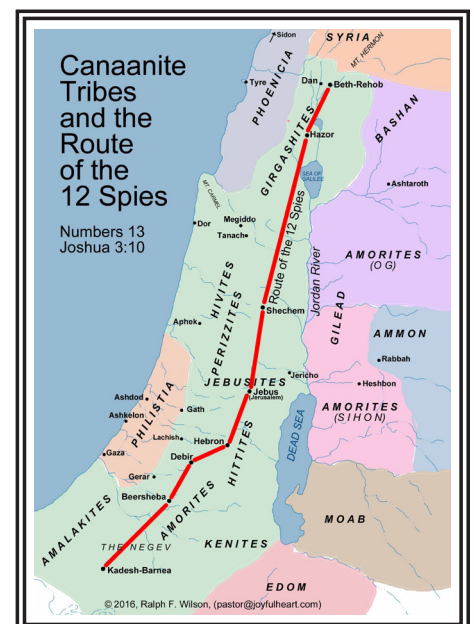 Canaanite
Tribes
and the
Route
of the
12 Spies
Numbers 13
Joshua 3:10
Sidon
SYRIA
MT. HERMON
Tyre
PHOENICIA
Dan
Beth-Rehob
GIRGASHITES
Hazor
BASHAN
SEA OF
GALILEE
Ashtaroth
MT. CARMEL
Dor
Megiddo
Tanach
Route of the 12 Spies
Jordan River
AMORITES
(OG)
HIVITES
PERIZZITES
Shechem
GILEAD
Aphek
AMMON
Rabbah
JEBUSITES
Jericho
Heshbon
Jebus
(Jerusalem)
Ashdod
Ashkelon
PHILISTIA
Gath
AMORITES
(SIHON)
Lachish
Hebron
HITTITES
DEAD SEA
Gaza
Debir
Gerar
Beersheba
AMORITES
MOAB
AMALAKITES
THE NEGEV
KENITES
Kadesh-Barnea
EDOM
© 2016, Ralph F. Wilson, (pastor@joyfulheart.com)